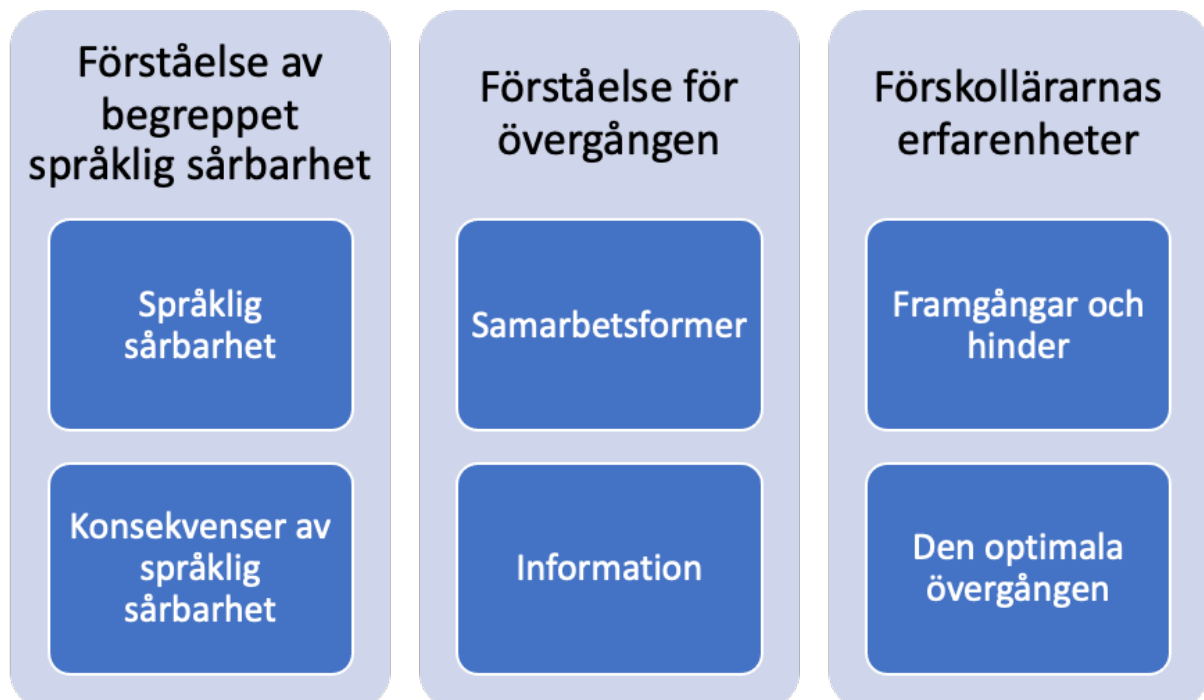 Förståelse av
begreppet
språklig sårbarhet
Språklig
sårbarhet
Konsekvenser av
språklig
sårbarhet
Förståelse för
övergången
Samarbetsformer
Information
Förskollärarnas
erfarenheter
Framgångar och
hinder
Den optimala
övergången